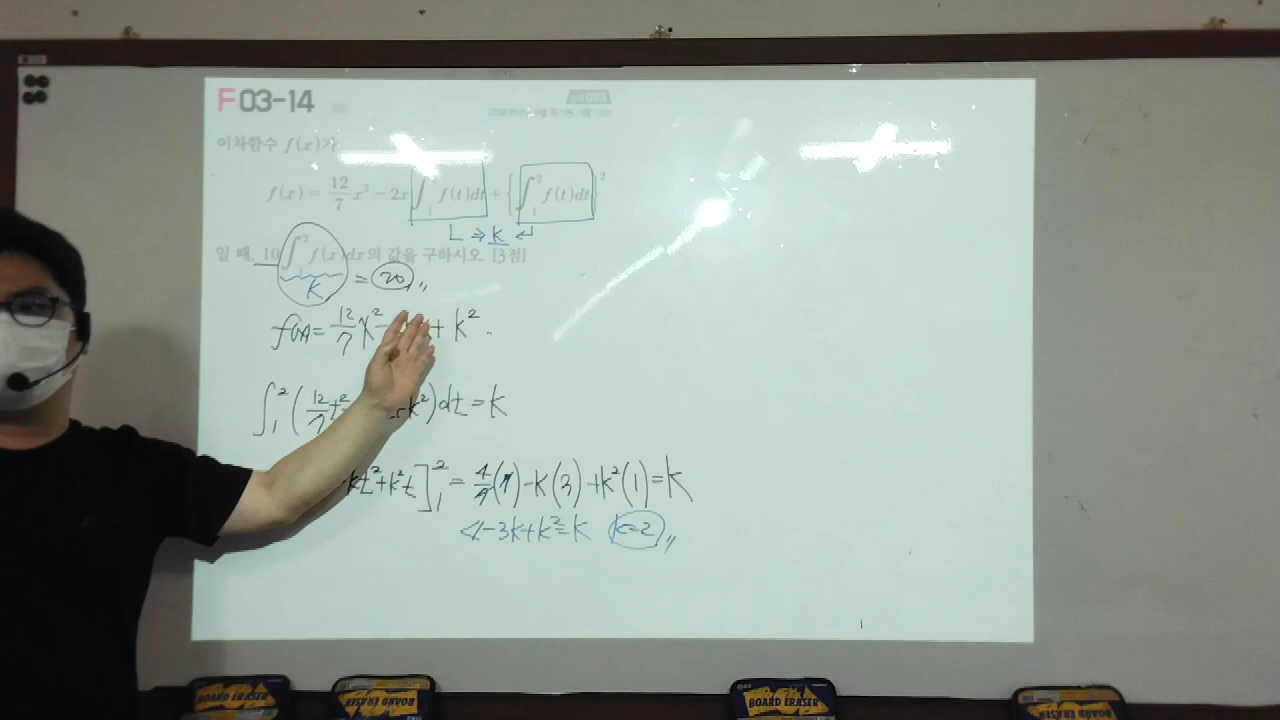 F 03-14
이차함수 f(x)가
f(x) = 12/7 x² − 2x ∫₁² f(t)dt + { ∫₁² f(t)dt }²
L ⇒ K ↵
일 때, 10 ∫₁² f(x)dx의 값을 구하시오. [3점]
K = 20 〃
f(x) = 12/7 x² + k²
∫₁² ( 12/7 t² k² ) dt = k
kt² + k²t ]₁² = 4/7 (7) − k(3) + k²(1) = k
4 − 3k + k² = k k=2 〃
BOARD ERASER
BOARD ERASER
BOARD ERASER
BOARD ERASER